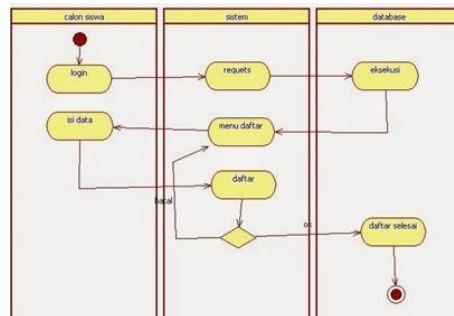 calon siswa
sistem
database
login
requets
eksekusi
isi data
menu daftar
daftar
batal
ok
daftar selesai